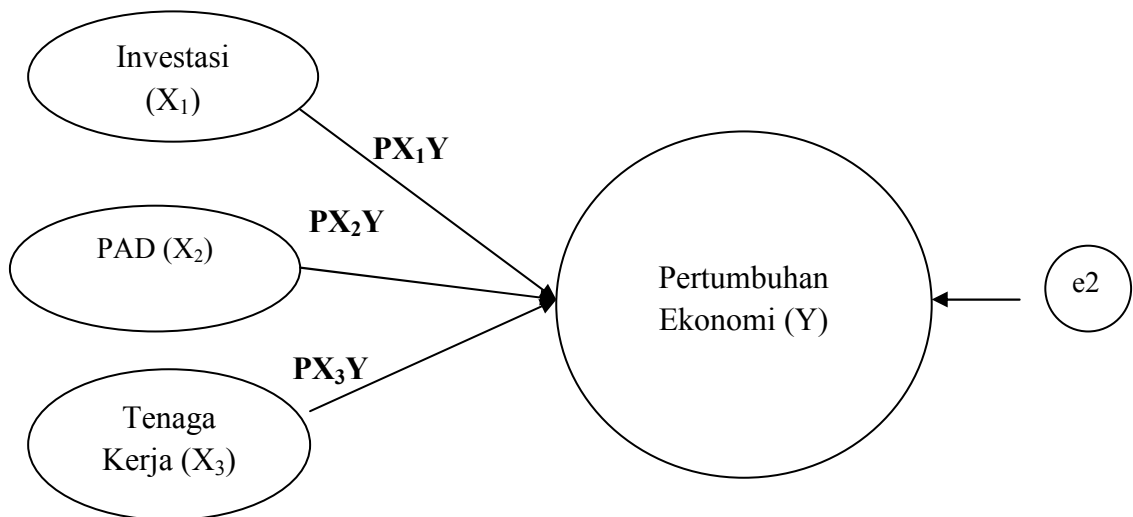 Investasi
(X₁)
PX₁Y
PX₂Y
PAD (X₂)
Pertumbuhan
Ekonomi (Y)
e2
PX₃Y
Tenaga
Kerja (X₃)